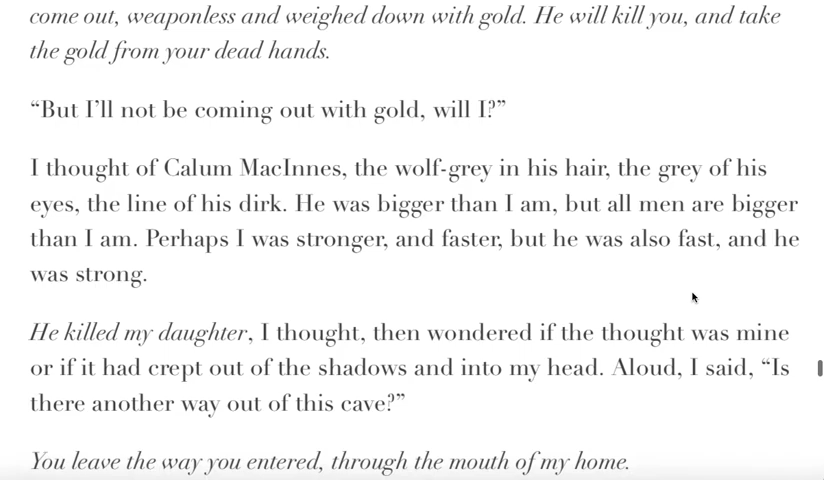 come out, weaponless and weighed down with gold. He will kill you, and take
the gold from your dead hands.
“But I’ll not be coming out with gold, will I?”
I thought of Calum MacInnes, the wolf-grey in his hair, the grey of his
eyes, the line of his dirk. He was bigger than I am, but all men are bigger
than I am. Perhaps I was stronger, and faster, but he was also fast, and he
was strong.
He killed my daughter, I thought, then wondered if the thought was mine
or if it had crept out of the shadows and into my head. Aloud, I said, “Is
there another way out of this cave?”
You leave the way you entered, through the mouth of my home.